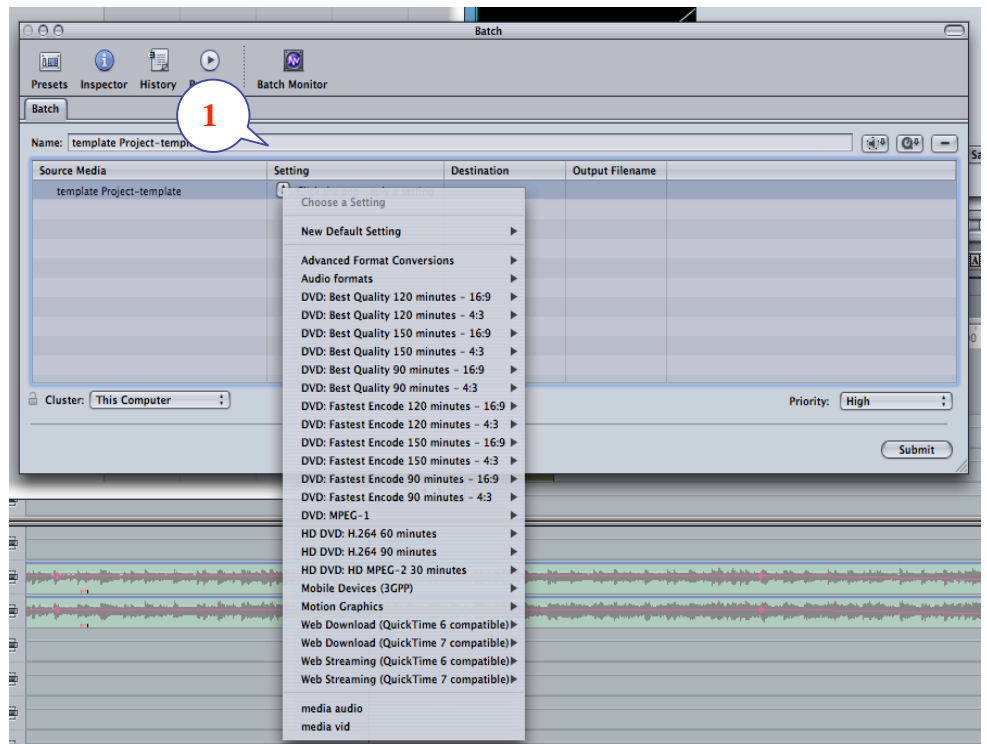 Batch
Presets Inspector History Batch Monitor
Batch
1
Name: template Project-templ
Source Media Setting Destination Output Filename
template Project-template
Choose a Setting
New Default Setting
Advanced Format Conversions
Audio formats
DVD: Best Quality 120 minutes - 16:9
DVD: Best Quality 120 minutes - 4:3
DVD: Best Quality 150 minutes - 16:9
DVD: Best Quality 150 minutes - 4:3
DVD: Best Quality 90 minutes - 16:9
DVD: Best Quality 90 minutes - 4:3
DVD: Fastest Encode 120 minutes - 16:9
DVD: Fastest Encode 120 minutes - 4:3
DVD: Fastest Encode 150 minutes - 16:9
DVD: Fastest Encode 150 minutes - 4:3
DVD: Fastest Encode 90 minutes - 16:9
DVD: Fastest Encode 90 minutes - 4:3
DVD: MPEG-1
HD DVD: H.264 60 minutes
HD DVD: H.264 90 minutes
HD DVD: HD MPEG-2 30 minutes
Mobile Devices (3GPP)
Motion Graphics
Web Download (QuickTime 6 compatible)
Web Download (QuickTime 7 compatible)
Web Streaming (QuickTime 6 compatible)
Web Streaming (QuickTime 7 compatible)
media audio
media vid
Cluster: This Computer
Priority: High
Submit